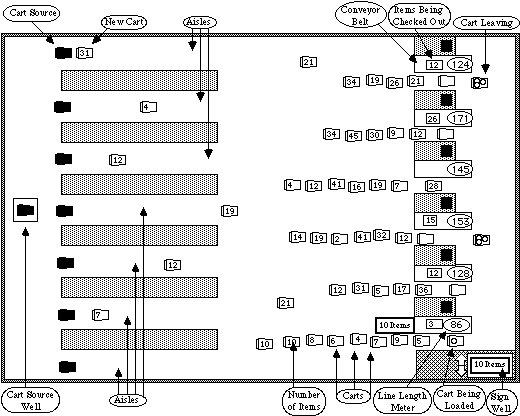 Cart Source
New Cart
Aisles
Conveyor
Belt
Items Being
Checked Out
Cart Leaving
31
21
12
124
34
19
26
21
4
26
171
34
45
30
9
12
12
145
4
12
41
16
19
7
28
19
15
153
14
19
2
41
32
12
12
12
128
12
31
5
17
36
21
7
10 Items
3
86
10
10
8
6
4
7
9
5
10 Items
Cart Source
Well
Aisles
Number
of Items
Carts
Line Length
Meter
Cart Being
Loaded
Sign
Well